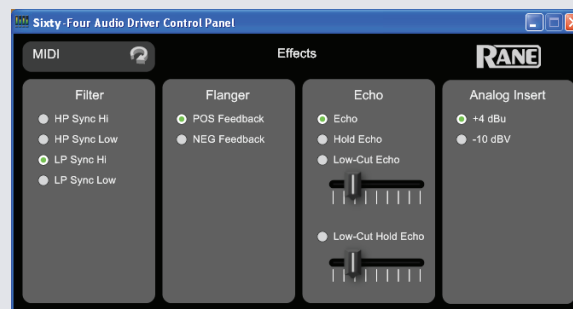 Sixty-Four Audio Driver Control Panel
MIDI
Effects
RANE
Filter
HP Sync Hi
HP Sync Low
LP Sync Hi
LP Sync Low
Flanger
POS Feedback
NEG Feedback
Echo
Echo
Hold Echo
Low-Cut Echo
Low-Cut Hold Echo
Analog Insert
+4 dBu
-10 dBV